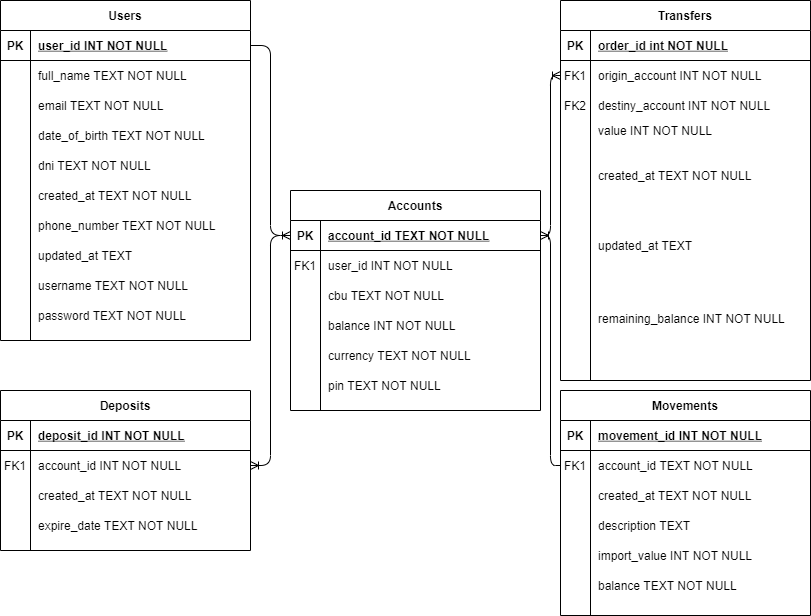 Users
PK user_id INT NOT NULL
full_name TEXT NOT NULL
email TEXT NOT NULL
date_of_birth TEXT NOT NULL
dni TEXT NOT NULL
created_at TEXT NOT NULL
phone_number TEXT NOT NULL
updated_at TEXT
username TEXT NOT NULL
password TEXT NOT NULL
Transfers
PK order_id int NOT NULL
FK1 origin_account INT NOT NULL
FK2 destiny_account INT NOT NULL
value INT NOT NULL
created_at TEXT NOT NULL
updated_at TEXT
remaining_balance INT NOT NULL
Accounts
PK account_id TEXT NOT NULL
FK1 user_id INT NOT NULL
cbu TEXT NOT NULL
balance INT NOT NULL
currency TEXT NOT NULL
pin TEXT NOT NULL
Deposits
PK deposit_id INT NOT NULL
FK1 account_id INT NOT NULL
created_at TEXT NOT NULL
expire_date TEXT NOT NULL
Movements
PK movement_id INT NOT NULL
FK1 account_id TEXT NOT NULL
created_at TEXT NOT NULL
description TEXT
import_value INT NOT NULL
balance TEXT NOT NULL